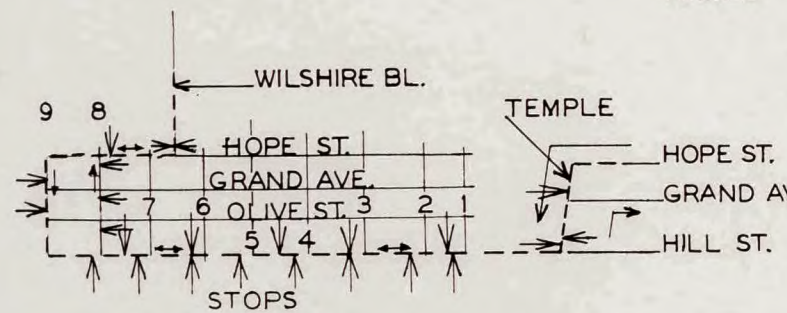 WILSHIRE BL.
9 8
TEMPLE
HOPE ST.
HOPE ST.
GRAND AVE.
GRAND AV
7 OLIVE ST. 6 3 2 1
5 4
HILL ST.
STOPS